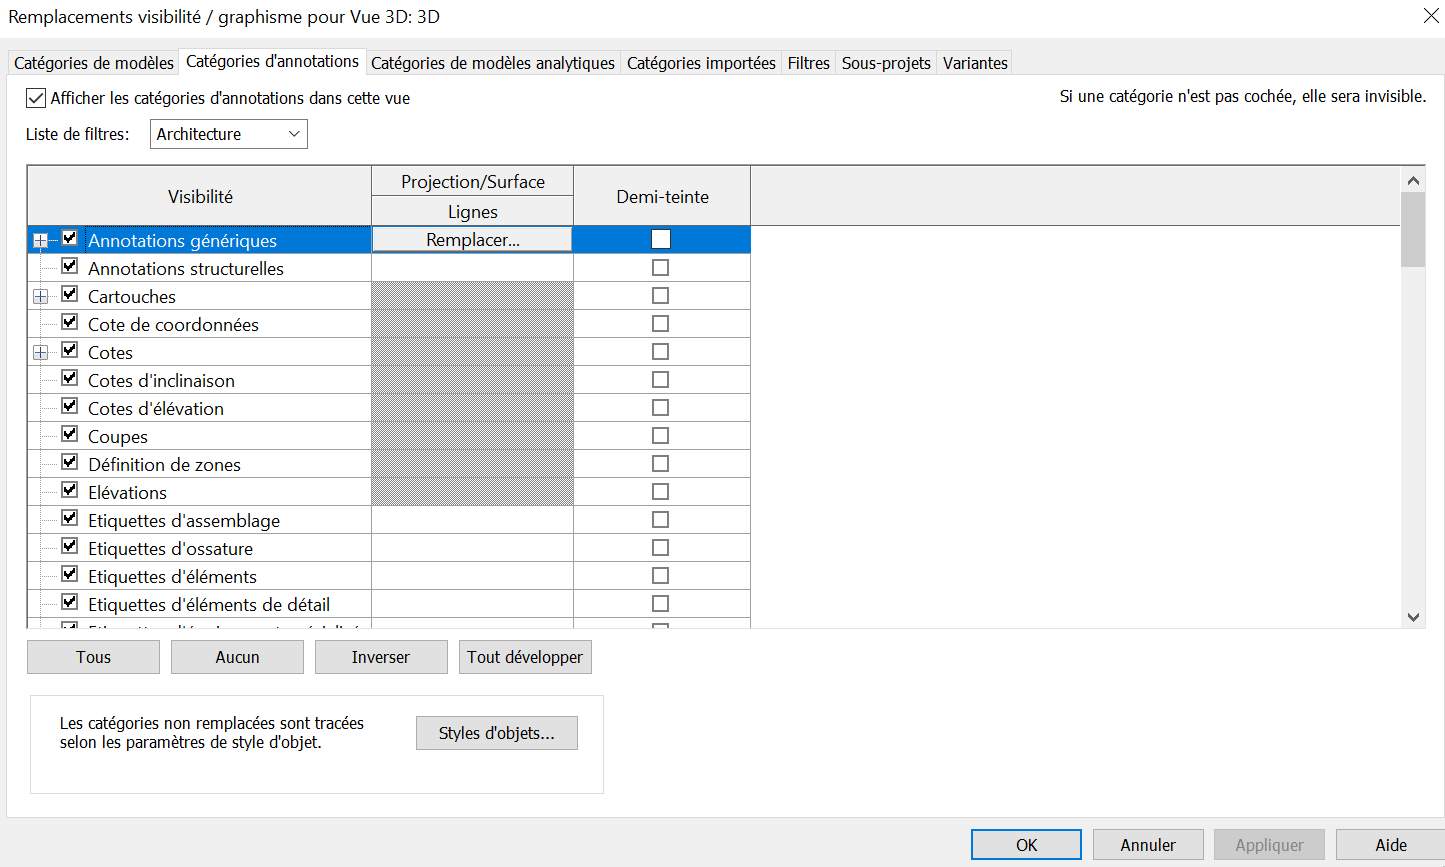 Remplacements visibilité / graphisme pour Vue 3D: 3D
Catégories de modèles Catégories d'annotations Catégories de modèles analytiques Catégories importées Filtres Sous-projets Variantes
Afficher les catégories d'annotations dans cette vue
Si une catégorie n'est pas cochée, elle sera invisible.
Liste de filtres: Architecture
Visibilité Projection/Surface Demi-teinte
Lignes
Annotations génériques Remplacer...
Annotations structurelles
Cartouches
Cote de coordonnées
Cotes
Cotes d'inclinaison
Cotes d'élévation
Coupes
Définition de zones
Elévations
Etiquettes d'assemblage
Etiquettes d'ossature
Etiquettes d'éléments
Etiquettes d'éléments de détail
Tous Aucun Inverser Tout développer
Les catégories non remplacées sont tracées
selon les paramètres de style d'objet.
Styles d'objets...
OK Annuler Appliquer Aide